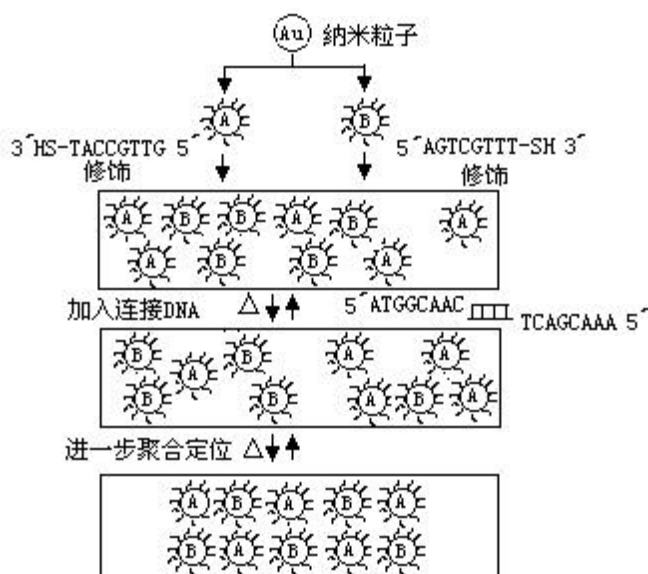 Au 纳米粒子
A B
3´HS-TACCGTTG 5´ 5´AGTCGTTT-SH 3´
修饰 修饰
A B B A B A
A B B A
加入连接DNA △ 5´ATGGCAAC
TCAGCAAA 5´
B A B A A
B B A B A
进一步聚合定位 △
A B A B A
B A B A B